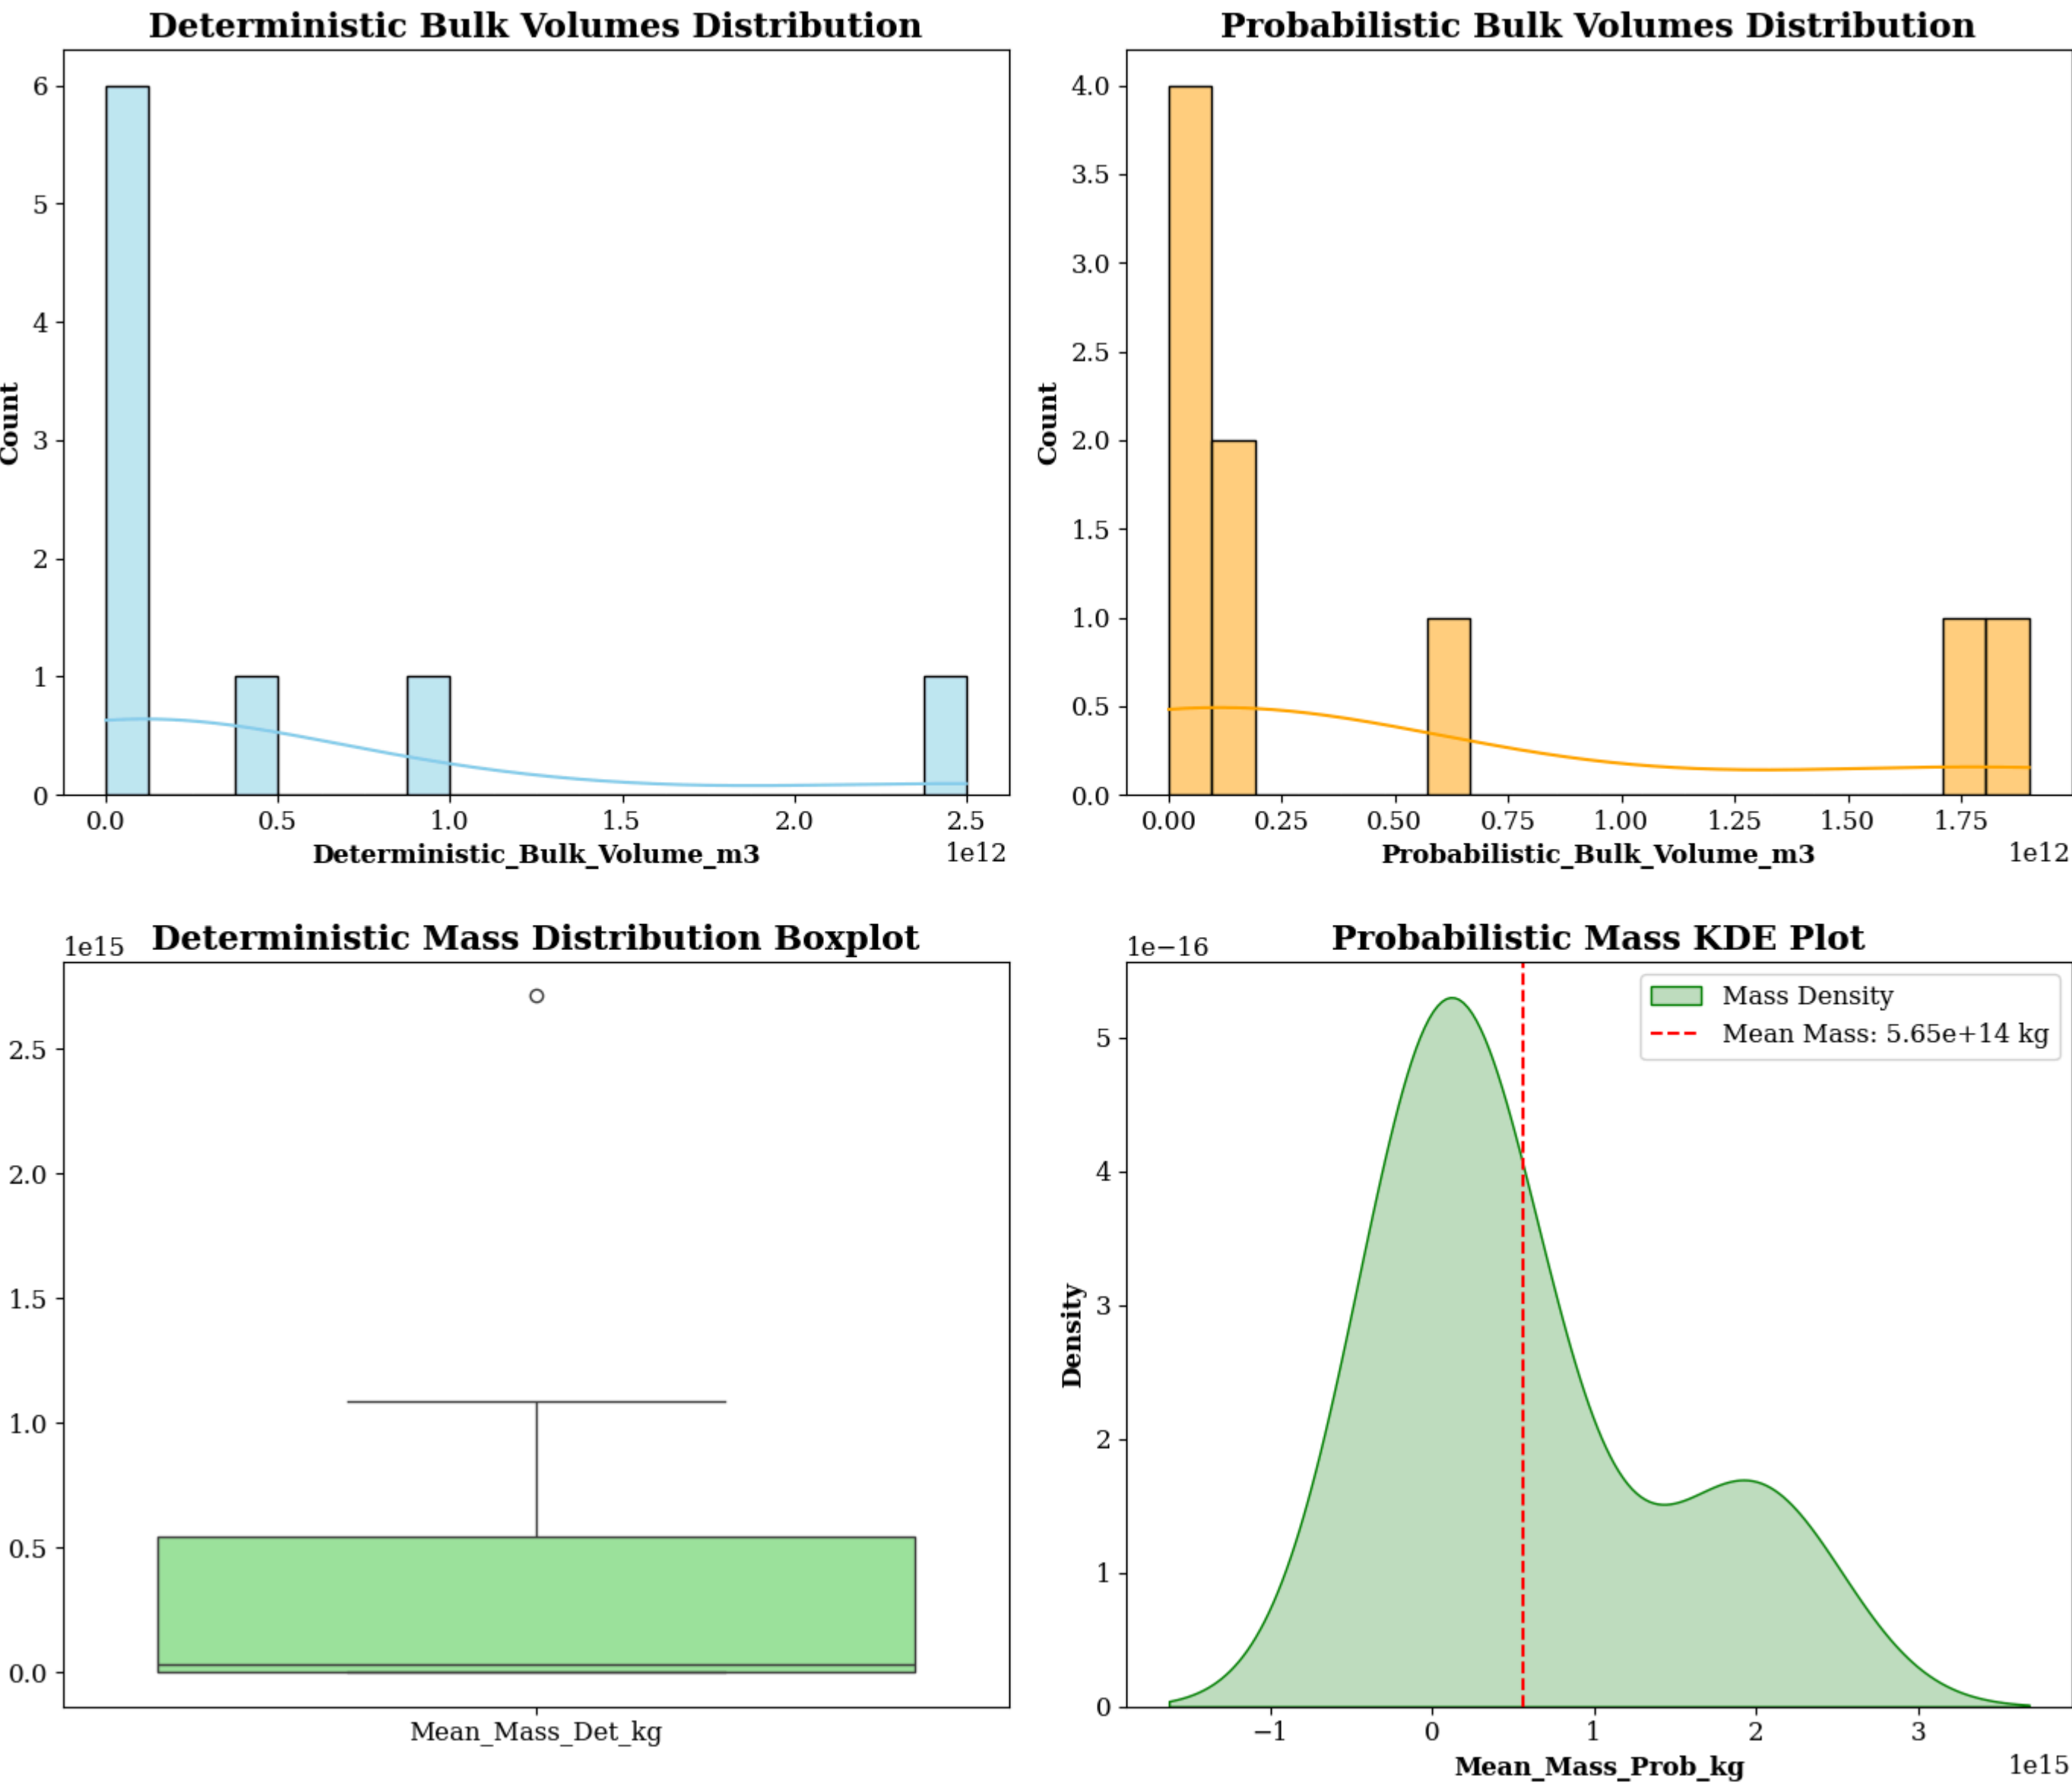 Deterministic Bulk Volumes Distribution
6
5
4
3
2
1
0
Count
0.0 0.5 1.0 1.5 2.0 2.5
1e12
Deterministic_Bulk_Volume_m3
Probabilistic Bulk Volumes Distribution
4.0
3.5
3.0
2.5
2.0
1.5
1.0
0.5
0.0
Count
0.00 0.25 0.50 0.75 1.00 1.25 1.50 1.75
1e12
Probabilistic_Bulk_Volume_m3
Deterministic Mass Distribution Boxplot
1e15
2.5
2.0
1.5
1.0
0.5
0.0
Mean_Mass_Det_kg
Probabilistic Mass KDE Plot
1e−16
Mass Density
Mean Mass: 5.65e+14 kg
5
4
3
2
1
0
Density
−1 0 1 2 3
1e15
Mean_Mass_Prob_kg